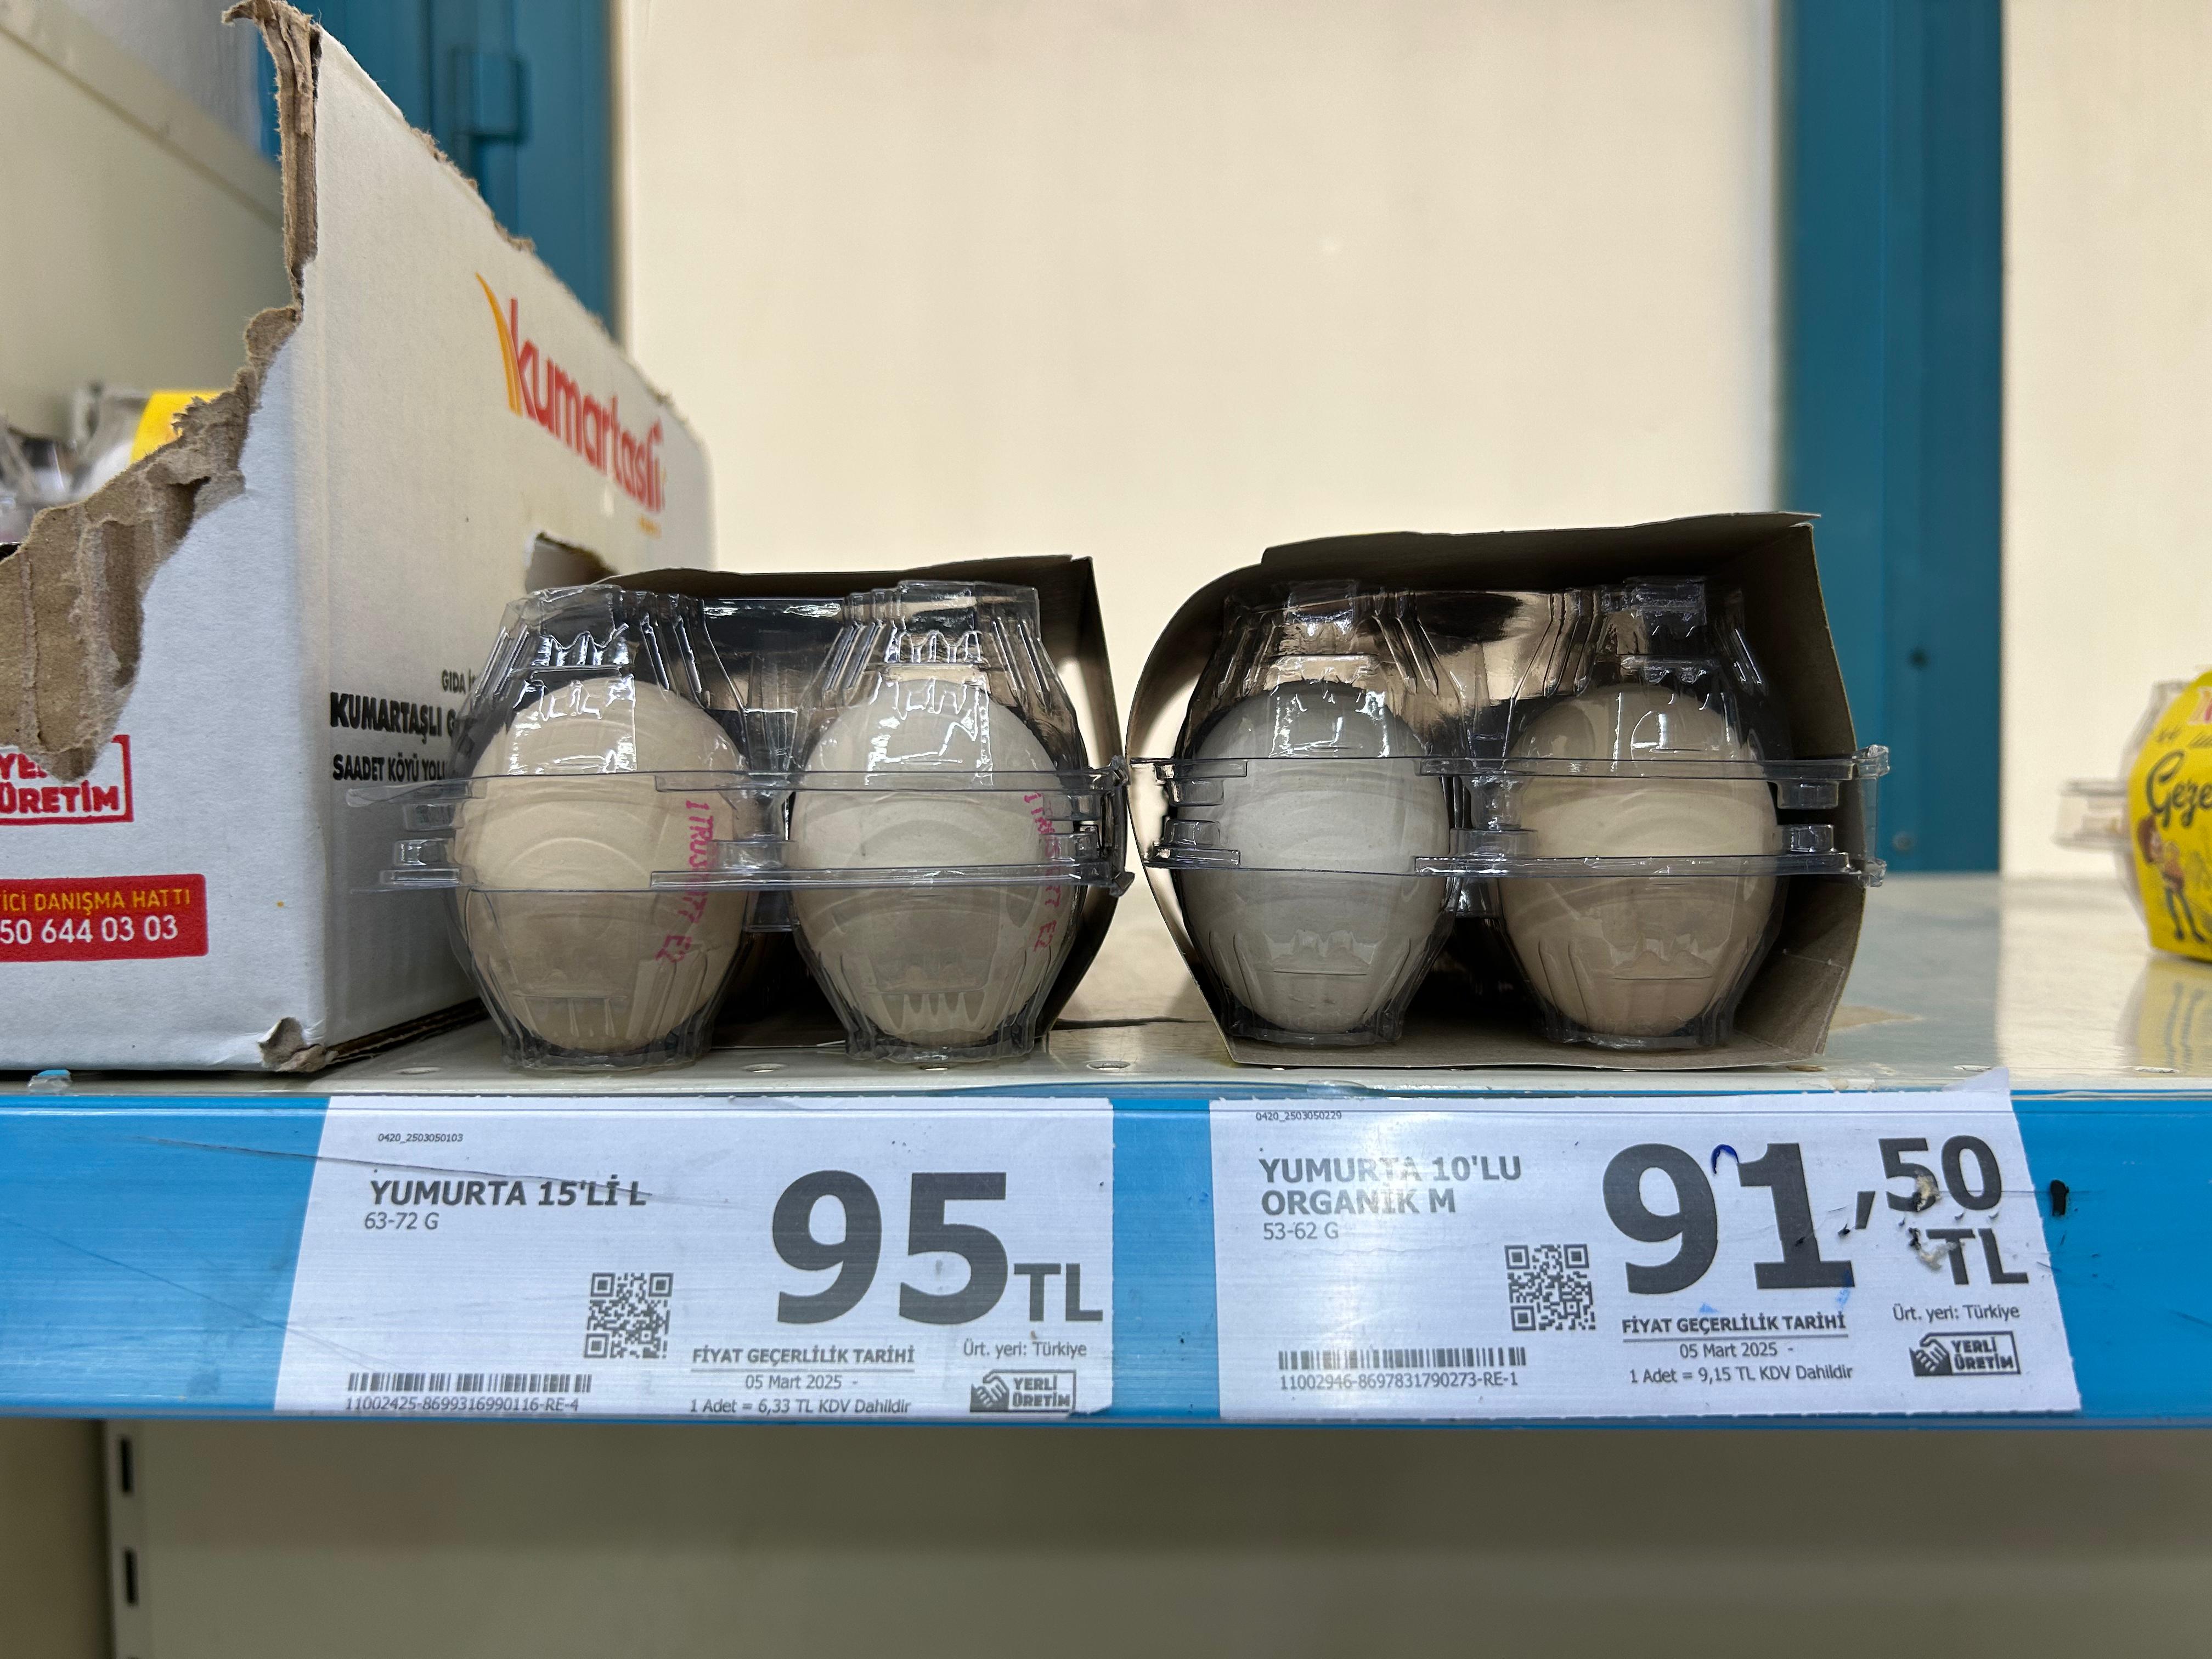 kumartaşlı
GIDA
KUMARTAŞLI
SAADET KÖYÜ YOLU
ÜRETİM
DANIŞMA HATTI
50 644 03 03
E2
E2
Geze
0420_2503050103
YUMURTA 15'Lİ L
63-72 G
95 TL
FİYAT GEÇERLİLİK TARİHİ
05 Mart 2025 -
1 Adet = 6,33 TL KDV Dahildir
Ürt. yeri: Türkiye
YERLİ
ÜRETİM
11002425-8699316990116-RE-4
0420_2503050229
YUMURTA 10'LU
ORGANİK M
53-62 G
91,50
TL
FİYAT GEÇERLİLİK TARİHİ
05 Mart 2025 -
1 Adet = 9,15 TL KDV Dahildir
Ürt. yeri: Türkiye
YERLİ
ÜRETİM
11002946-8697831790273-RE-1